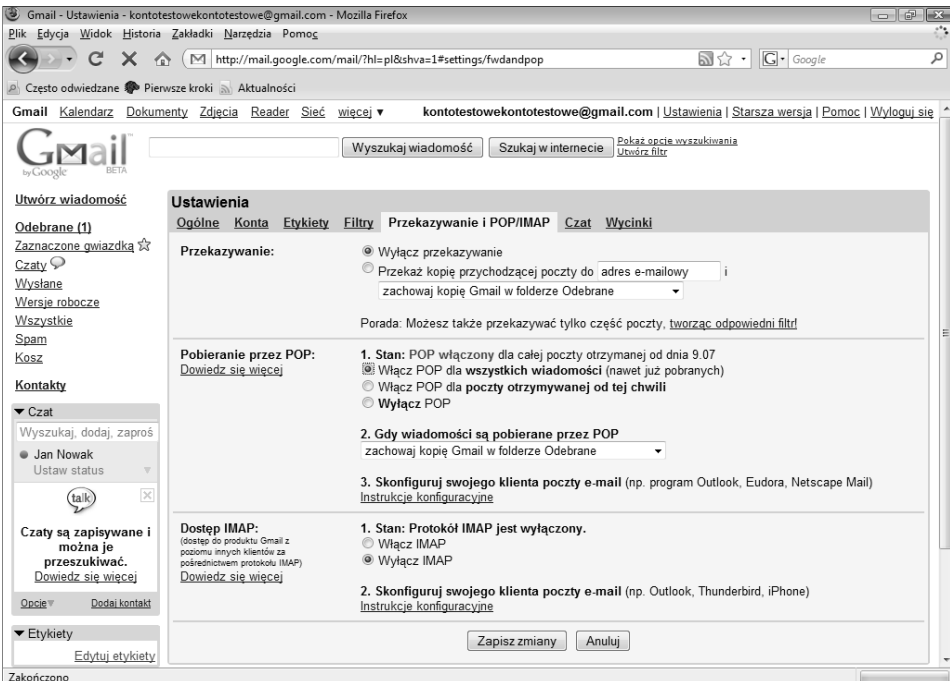 Gmail - Ustawienia - kontotestowekontotestowe@gmail.com - Mozilla Firefox
Plik Edycja Widok Historia Zakładki Narzędzia Pomoc
http://mail.google.com/mail/?hl=pl&shva=1#settings/fwdandpop
G Google
Często odwiedzane Pierwsze kroki Aktualności
Gmail Kalendarz Dokumenty Zdjęcia Reader Sieć więcej ▼ kontotestowekontotestowe@gmail.com | Ustawienia | Starsza wersja | Pomoc | Wyloguj się
Gmail
by Google BETA
Wyszukaj wiadomość Szukaj w internecie
Pokaż opcje wyszukiwania
Utwórz filtr
Utwórz wiadomość
Odebrane (1)
Zaznaczone gwiazdką
Czaty
Wysłane
Wersje robocze
Wszystkie
Spam
Kosz
Kontakty
▼ Czat
Wyszukaj, dodaj, zaproś
Jan Nowak
Ustaw status
talk
Czaty są zapisywane i
można je
przeszukiwać.
Dowiedz się więcej
Opcje Dodaj kontakt
▼ Etykiety
Edytuj etykiety
Ustawienia
Ogólne Konta Etykiety Filtry Przekazywanie i POP/IMAP Czat Wycinki
Przekazywanie:
Wyłącz przekazywanie
Przekaż kopię przychodzącej poczty do adres e-mailowy i
zachowaj kopię Gmail w folderze Odebrane
Porada: Możesz także przekazywać tylko część poczty, tworząc odpowiedni filtr!
Pobieranie przez POP:
Dowiedz się więcej
1. Stan: POP włączony dla całej poczty otrzymanej od dnia 9.07
Włącz POP dla wszystkich wiadomości (nawet już pobranych)
Włącz POP dla poczty otrzymywanej od tej chwili
Wyłącz POP
2. Gdy wiadomości są pobierane przez POP
zachowaj kopię Gmail w folderze Odebrane
3. Skonfiguruj swojego klienta poczty e-mail (np. program Outlook, Eudora, Netscape Mail)
Instrukcje konfiguracyjne
Dostęp IMAP:
(dostęp do produktu Gmail z
poziomu innych klientów za
pośrednictwem protokołu IMAP)
Dowiedz się więcej
1. Stan: Protokół IMAP jest wyłączony.
Włącz IMAP
Wyłącz IMAP
2. Skonfiguruj swojego klienta poczty e-mail (np. Outlook, Thunderbird, iPhone)
Instrukcje konfiguracyjne
Zapisz zmiany Anuluj
Zakończono